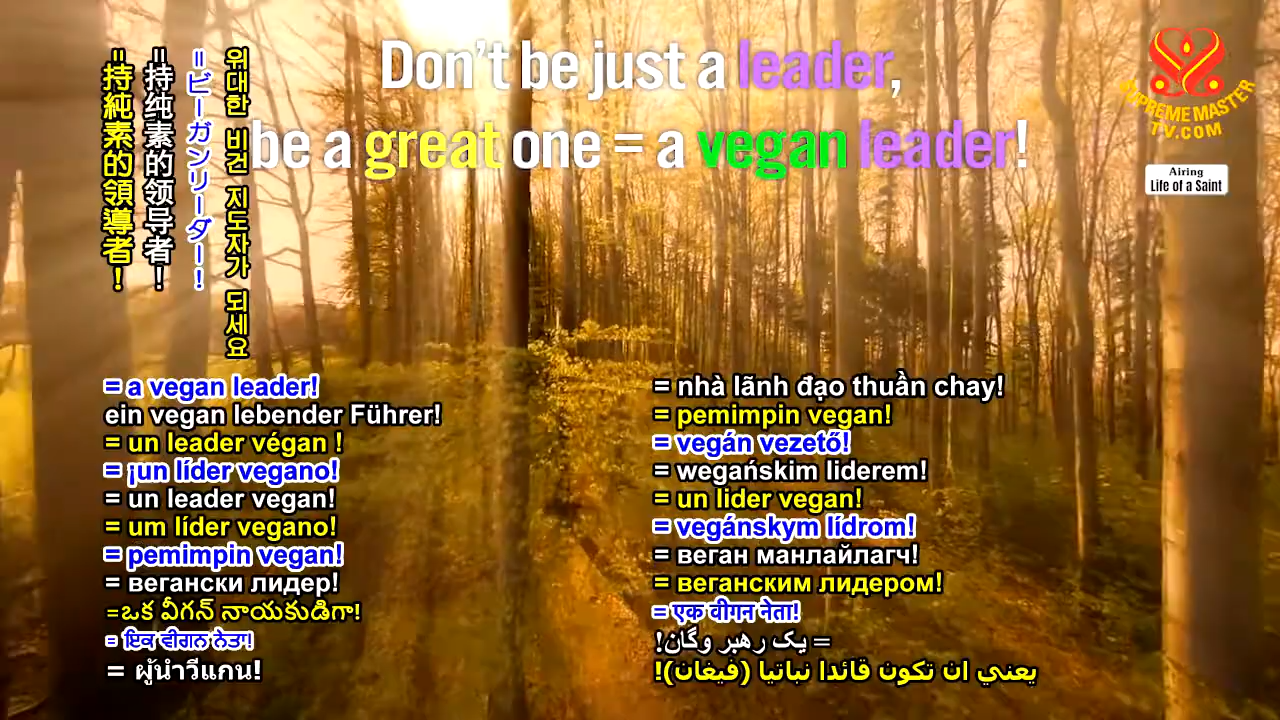 Don't be just a leader,
be a great one = a vegan leader!
SUPREME MASTER
TV.COM
Airing
Life of a Saint
=持純素的領導者！
=持纯素的领导者！
=ビーガンリーダー！
위대한 비건 지도자가 되세요
= a vegan leader!
ein vegan lebender Führer!
= un leader végan !
= ¡un líder vegano!
= un leader vegan!
= um líder vegano!
= pemimpin vegan!
= вегански лидер!
=ఒక వీగన్ నాయకుడిగా!
= ਇਕ ਵੀਗਨ ਨੇਤਾ!
= ผู้นำวีแกน!
= nhà lãnh đạo thuần chay!
= pemimpin vegan!
= vegán vezető!
= wegańskim liderem!
= un lider vegan!
= vegánskym lídrom!
= веган манлайлагч!
= веганским лидером!
= एक वीगन नेता!
= یک رهبر وگان!
يعني ان تكون قائدا نباتيا (فيغان)!